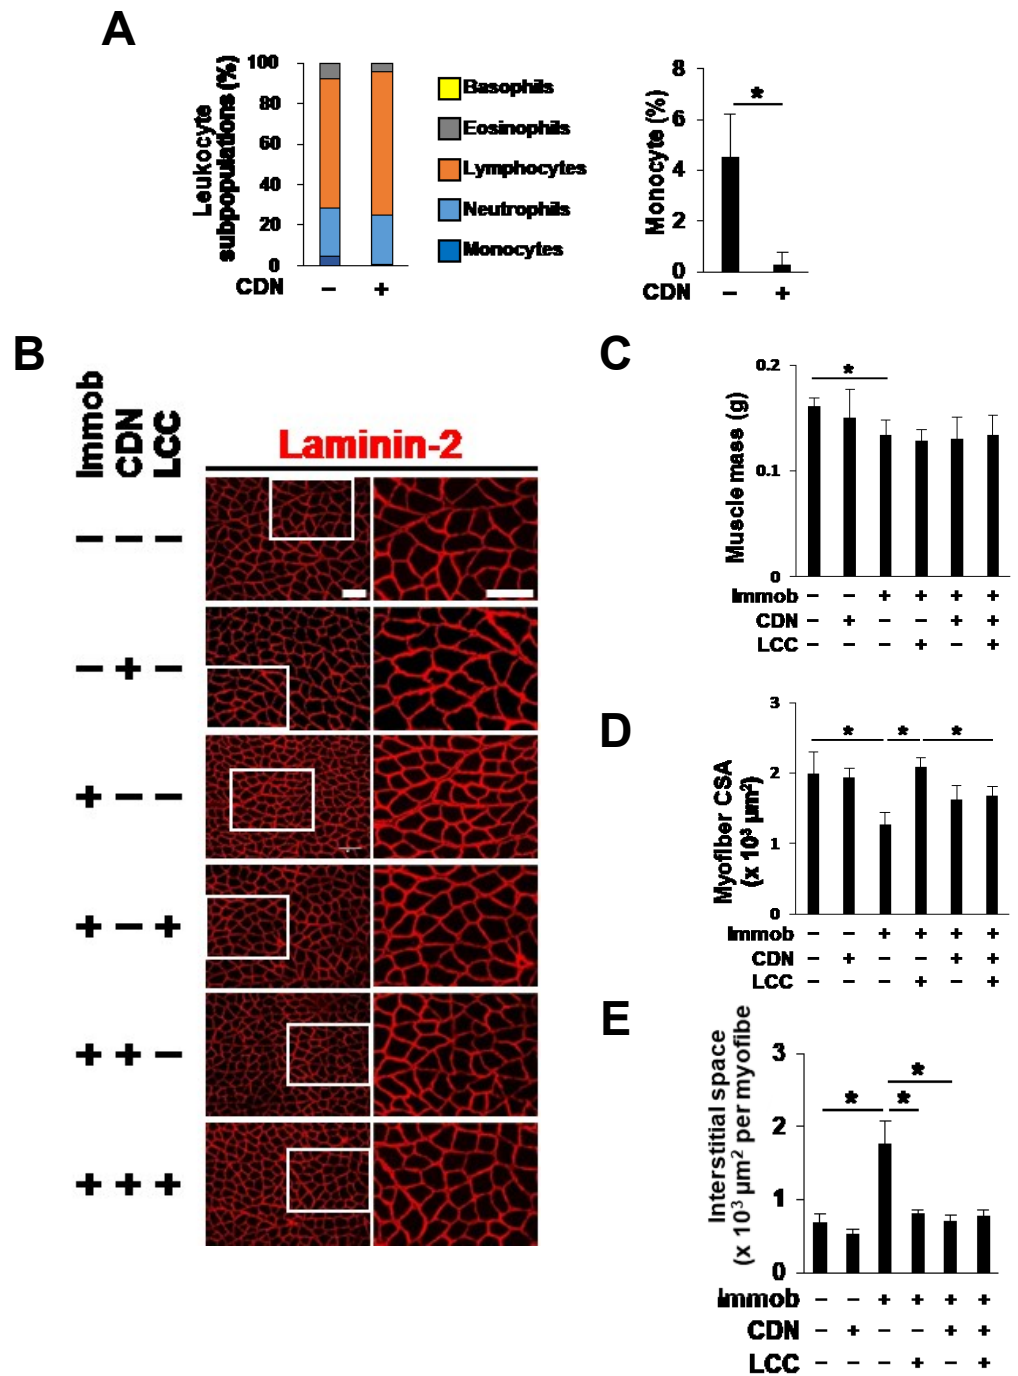 A
Leukocyte
subpopulations (%)
100
80
60
40
20
0
CDN
− +
Basophils
Eosinophils
Lymphocytes
Neutrophils
Monocytes
Monocyte (%)
8
6
4
2
0
*
CDN
− +
B
Immob
CDN
LCC
Laminin-2
− − −
− + −
+ − −
+ − +
+ + −
+ + +
C
Muscle mass (g)
0.2
0.1
0
*
Immob − − + + + +
CDN − + − − + +
LCC − − − + − +
D
Myofiber CSA
(x 10³ µm²)
3
2
1
0
* * *
Immob − − + + + +
CDN − + − − + +
LCC − − − + − +
E
Interstitial space
(x 10³ µm² per myofibe
3
2
1
0
*
* *
Immob − − + + + +
CDN − + − − + +
LCC − − − + − +